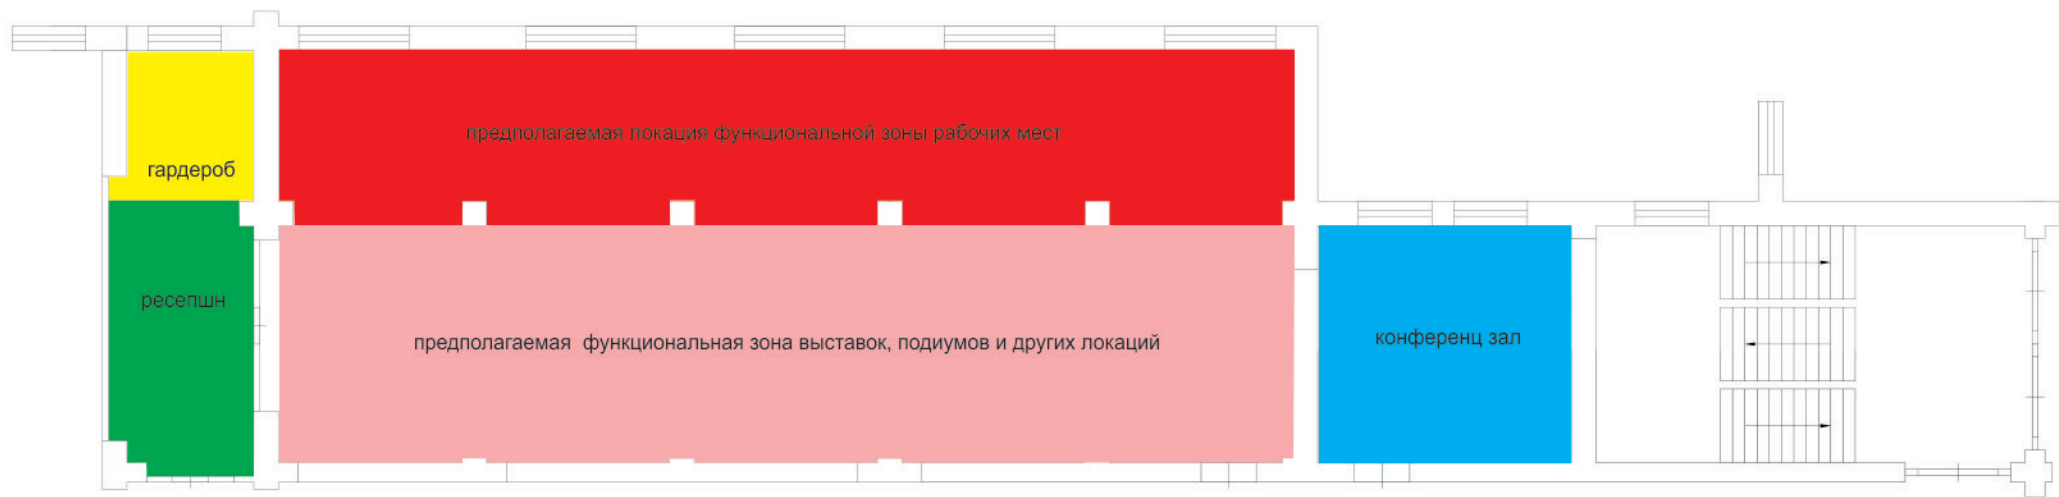 предполагаемая локация функциональной зоны рабочих мест
гардероб
ресепшн
предполагаемая  функциональная зона выставок, подиумов и других локаций
конференц зал